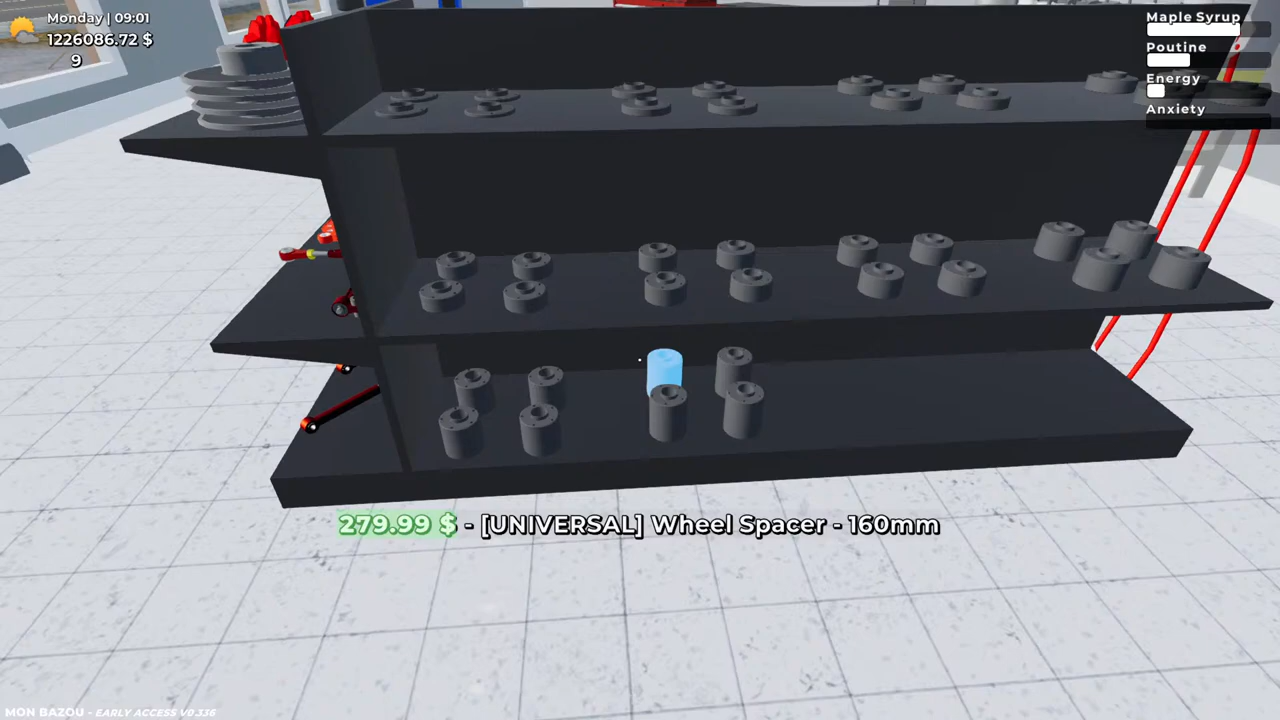 Monday | 09:01
1226086.72 $
9
Maple Syrup
Poutine
Energy
Anxiety
279.99 $ - [UNIVERSAL] Wheel Spacer - 160mm
MON BAZOU - EARLY ACCESS V0.336